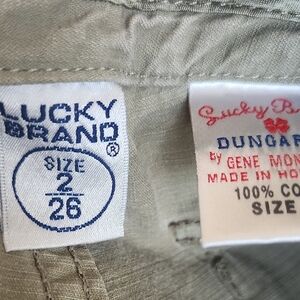 LUCKY
BRAND®
SIZE
2
26
Lucky B
DUNGAR
by GENE MON
MADE IN HO
100% CO
SIZE